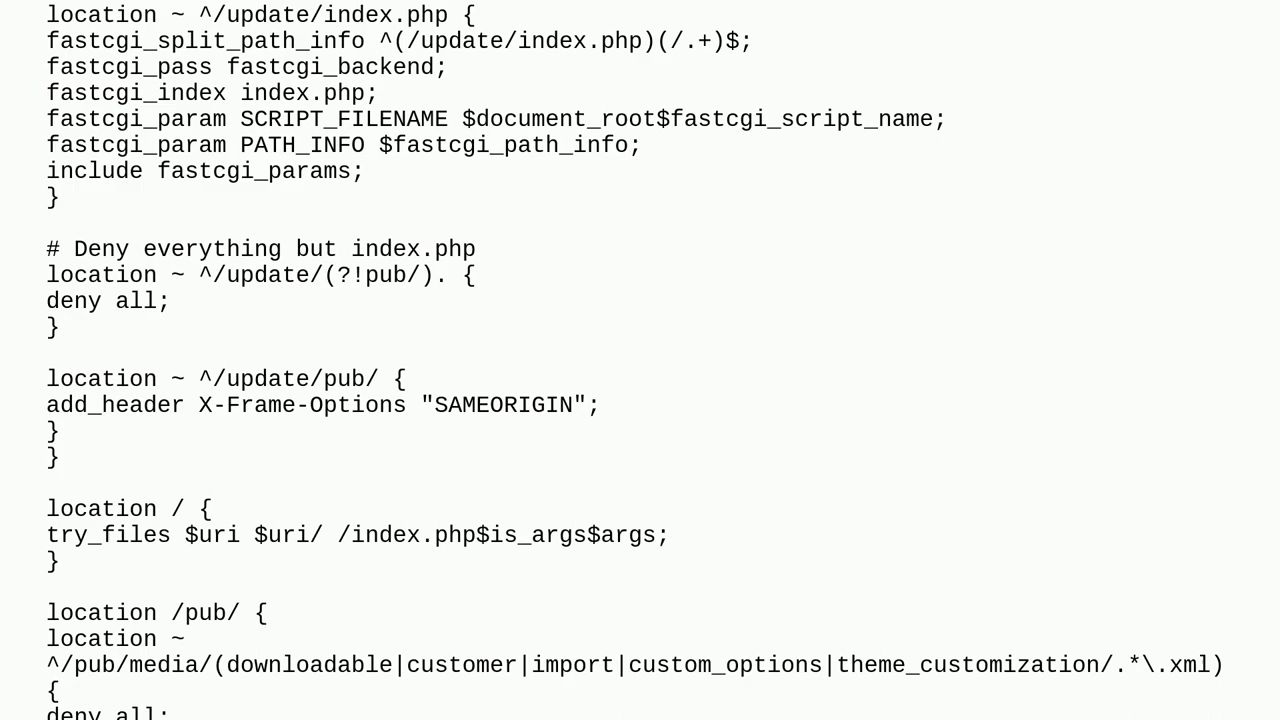 location ~ ^/update/index.php {
fastcgi_split_path_info ^(/update/index.php)(/.+)$;
fastcgi_pass fastcgi_backend;
fastcgi_index index.php;
fastcgi_param SCRIPT_FILENAME $document_root$fastcgi_script_name;
fastcgi_param PATH_INFO $fastcgi_path_info;
include fastcgi_params;
}

# Deny everything but index.php
location ~ ^/update/(?!pub/). {
deny all;
}

location ~ ^/update/pub/ {
add_header X-Frame-Options "SAMEORIGIN";
}
}

location / {
try_files $uri $uri/ /index.php$is_args$args;
}

location /pub/ {
location ~
^/pub/media/(downloadable|customer|import|custom_options|theme_customization/.*\.xml)
{
deny all;